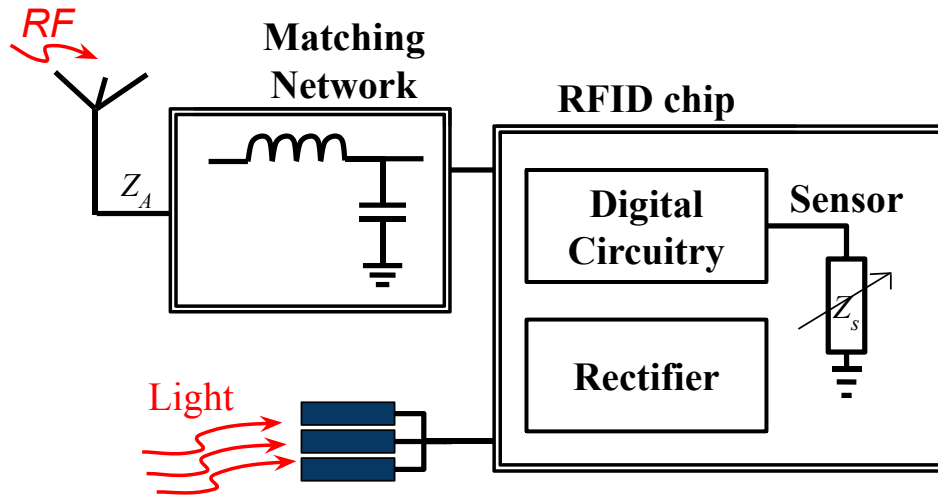 RF
Matching
Network
RFID chip
Z_A
Digital
Circuitry
Sensor
Z_s
Rectifier
Light